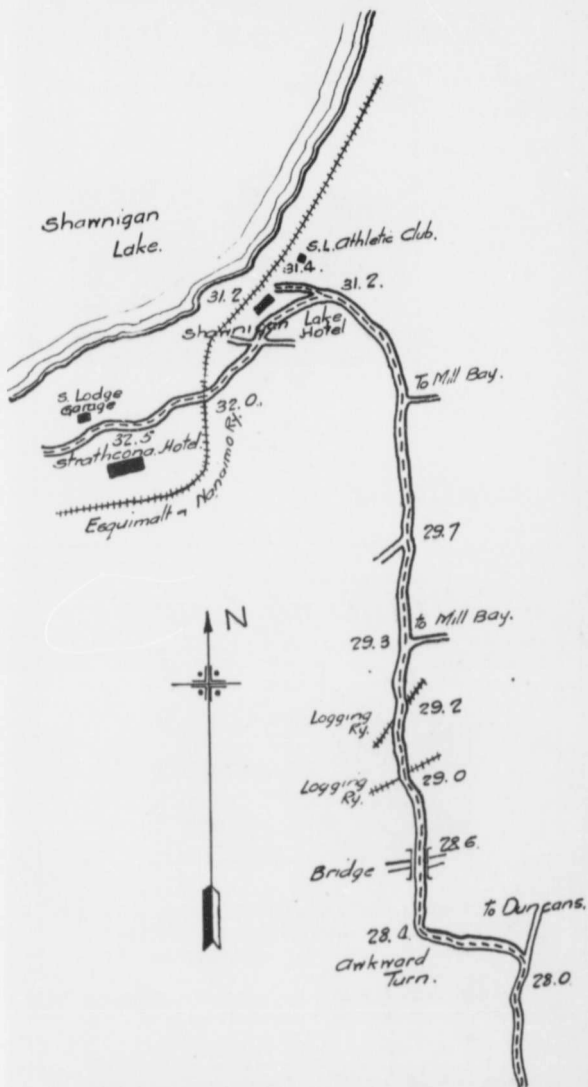 Shawnigan
Lake.
S.L. Athletic Club.
31.4.
31.2
31.2.
Shawnigan Lake
Hotel
To Mill Bay.
S. Lodge
Garage
32.0.
32.5
Strathcona Hotel.
Esquimalt & Nanaimo Ry.
29.7
N
to Mill Bay.
29.3
29.2
Logging
Ry.
Logging
Ry.
29.0
28.6.
Bridge
to Duncans.
28.4
Awkward
Turn.
28.0.